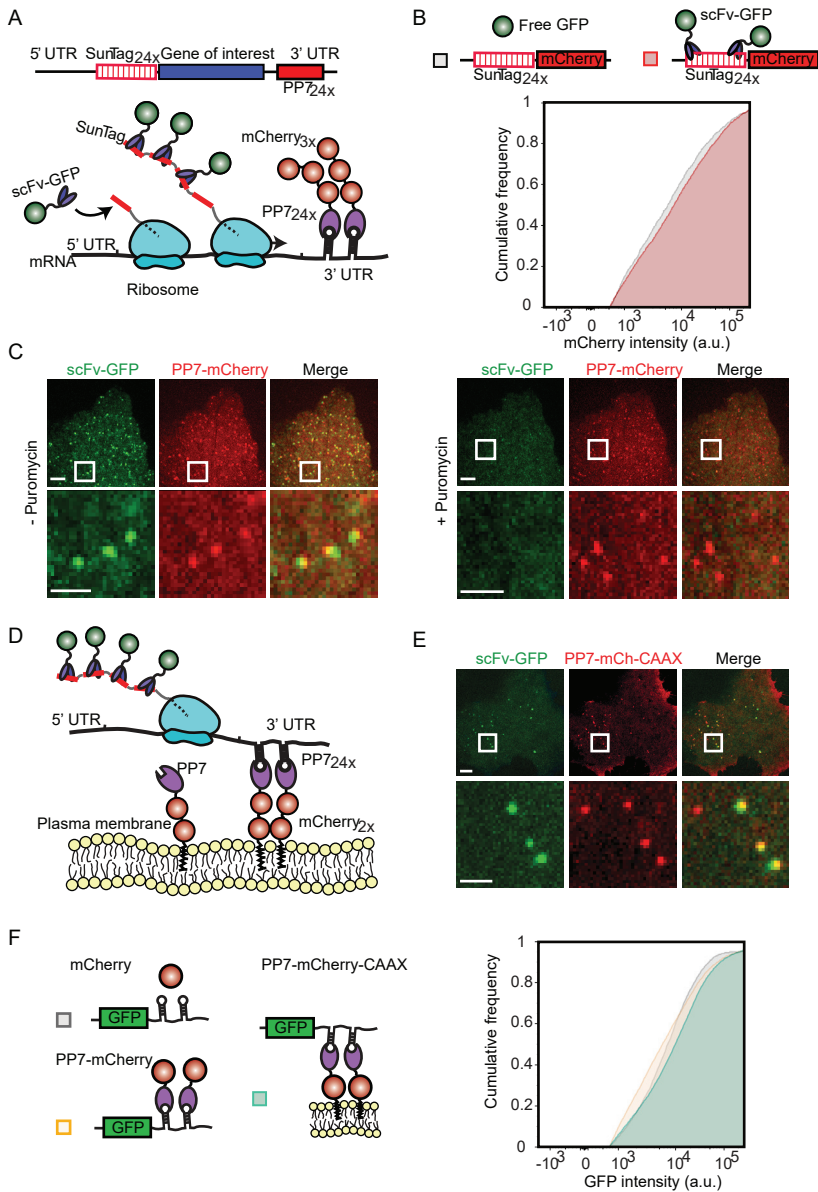 A
5' UTR
SunTag24x
Gene of interest
3' UTR
PP724x
SunTag
mCherry3x
scFv-GFP
PP724x
5' UTR
mRNA
3' UTR
Ribosome
B
Free GFP
scFv-GFP
mCherry
SunTag24x
mCherry
SunTag24x
Cumulative frequency
1
0.8
0.6
0.4
0.2
0
-10³ 0 10³ 10⁴ 10⁵
mCherry intensity (a.u.)
C
scFv-GFP PP7-mCherry Merge
- Puromycin
scFv-GFP PP7-mCherry Merge
+ Puromycin
D
5' UTR
3' UTR
PP724x
PP7
Plasma membrane
mCherry2x
E
scFv-GFP PP7-mCh-CAAX Merge
F
mCherry
GFP
PP7-mCherry
GFP
PP7-mCherry-CAAX
GFP
Cumulative frequency
1
0.8
0.6
0.4
0.2
0
-10³ 0 10³ 10⁴ 10⁵
GFP intensity (a.u.)